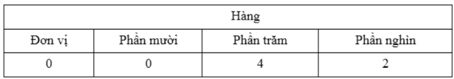 Hàng
Đơn vị Phần mười Phần trăm Phần nghìn
0 0 4 2